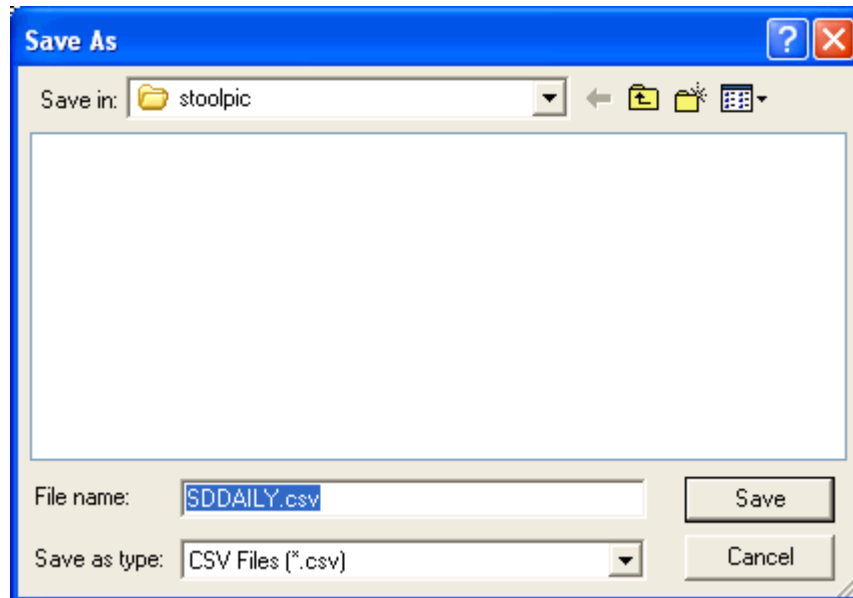 Save As
Save in: stoolpic
File name: SDDAILY.csv Save
Save as type: CSV Files (*.csv) Cancel